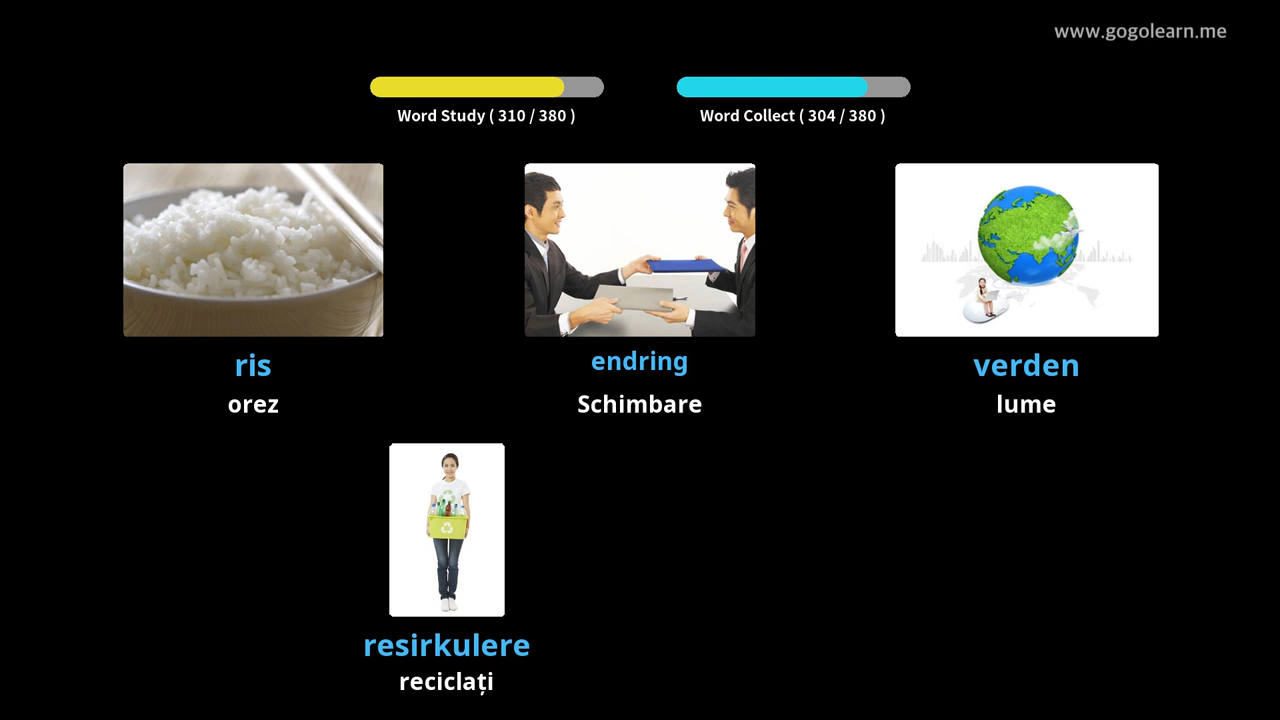 www.gogolearn.me
Word Study ( 310 / 380 )
Word Collect ( 304 / 380 )
ris
endring
verden
orez
Schimbare
lume
resirkulere
reciclați